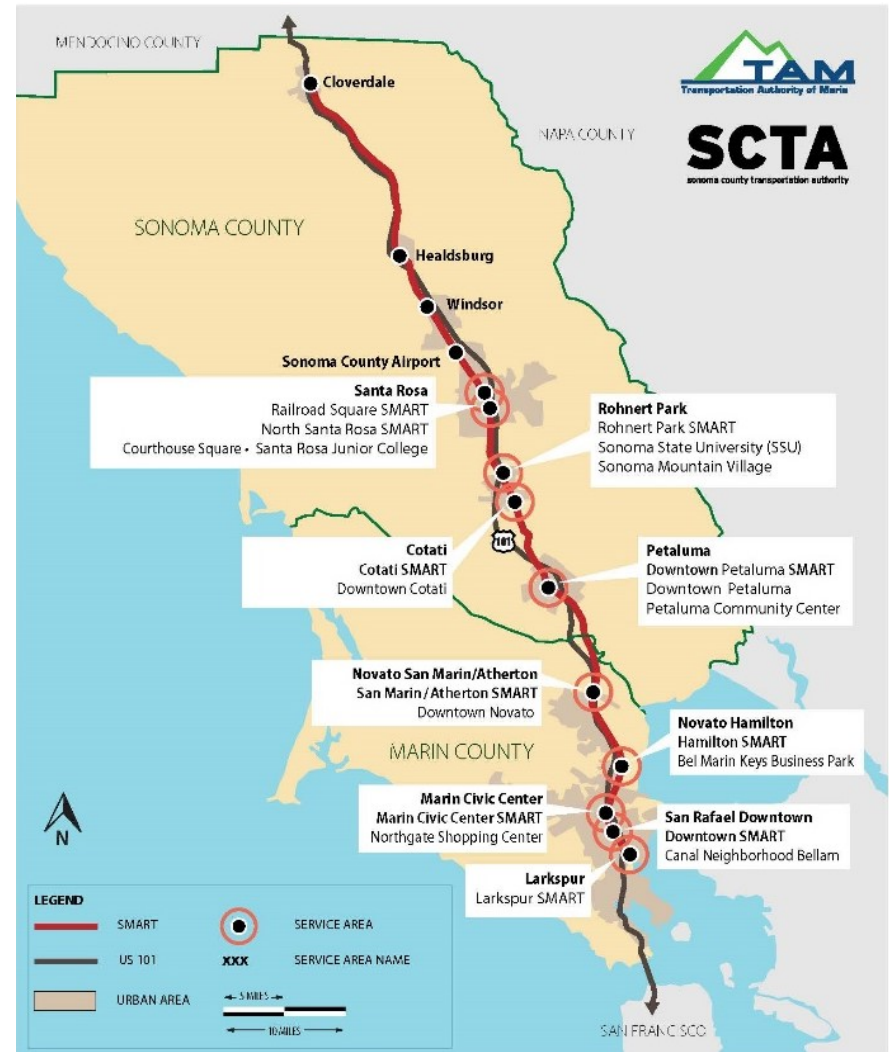 MENDOCINO COUNTY
Cloverdale
TAM
Transportation Authority of Marin
NAPA COUNTY
SCTA
sonoma county transportation authority
SONOMA COUNTY
Healdsburg
Windsor
Sonoma County Airport
Santa Rosa
Railroad Square SMART
North Santa Rosa SMART
Courthouse Square • Santa Rosa Junior College
Rohnert Park
Rohnert Park SMART
Sonoma State University (SSU)
Sonoma Mountain Village
101
Cotati
Cotati SMART
Downtown Cotati
Petaluma
Downtown Petaluma SMART
Downtown Petaluma
Petaluma Community Center
Novato San Marin/Atherton
San Marin / Atherton SMART
Downtown Novato
MARIN COUNTY
Novato Hamilton
Hamilton SMART
Bel Marin Keys Business Park
Marin Civic Center
Marin Civic Center SMART
Northgate Shopping Center
San Rafael Downtown
Downtown SMART
Canal Neighborhood Bellam
Larkspur
Larkspur SMART
N
LEGEND
SMART
SERVICE AREA
US 101
XXX
SERVICE AREA NAME
URBAN AREA
5 MILES
10 MILES
SAN FRANCISCO